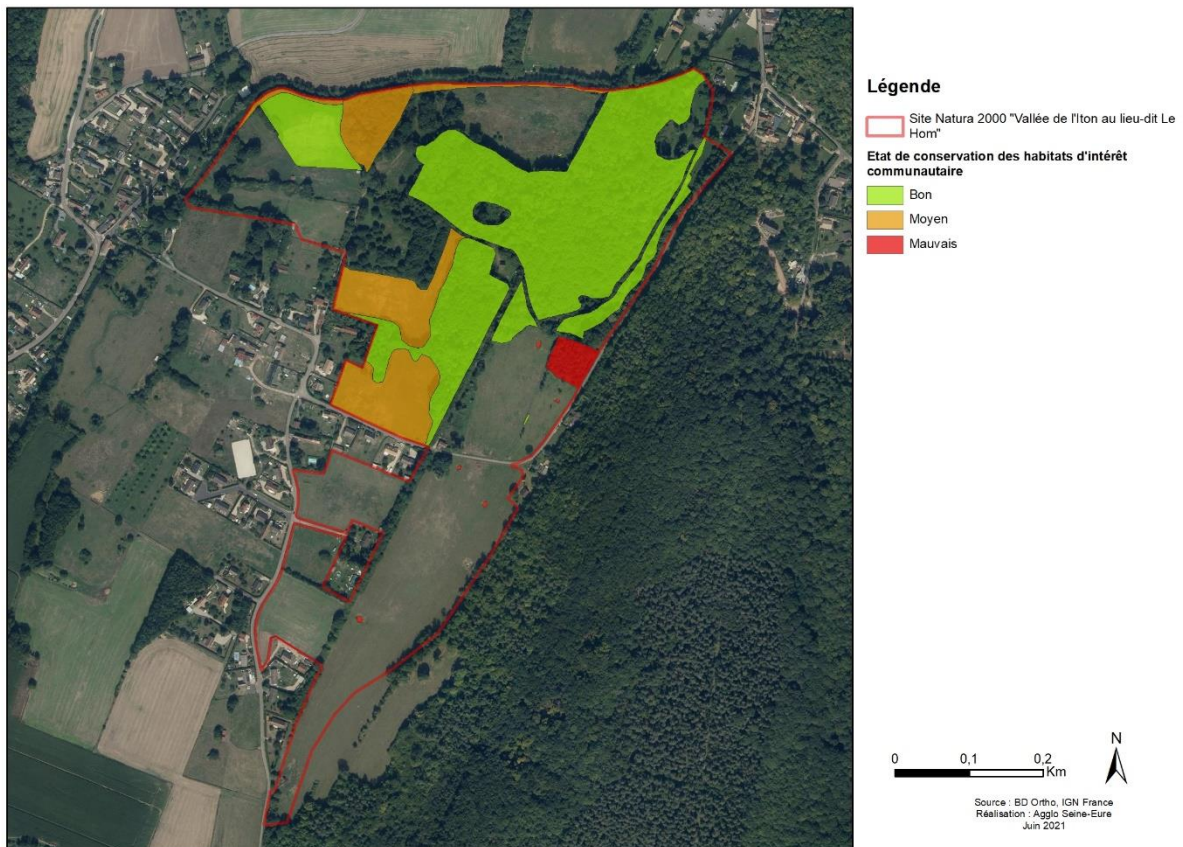 Légende
Site Natura 2000 "Vallée de l'Iton au lieu-dit Le
Hom"
Etat de conservation des habitats d'intérêt
communautaire
Bon
Moyen
Mauvais
N
0 0,1 0,2
Km
Source : BD Ortho, IGN France
Réalisation : Agglo Seine-Eure
Juin 2021